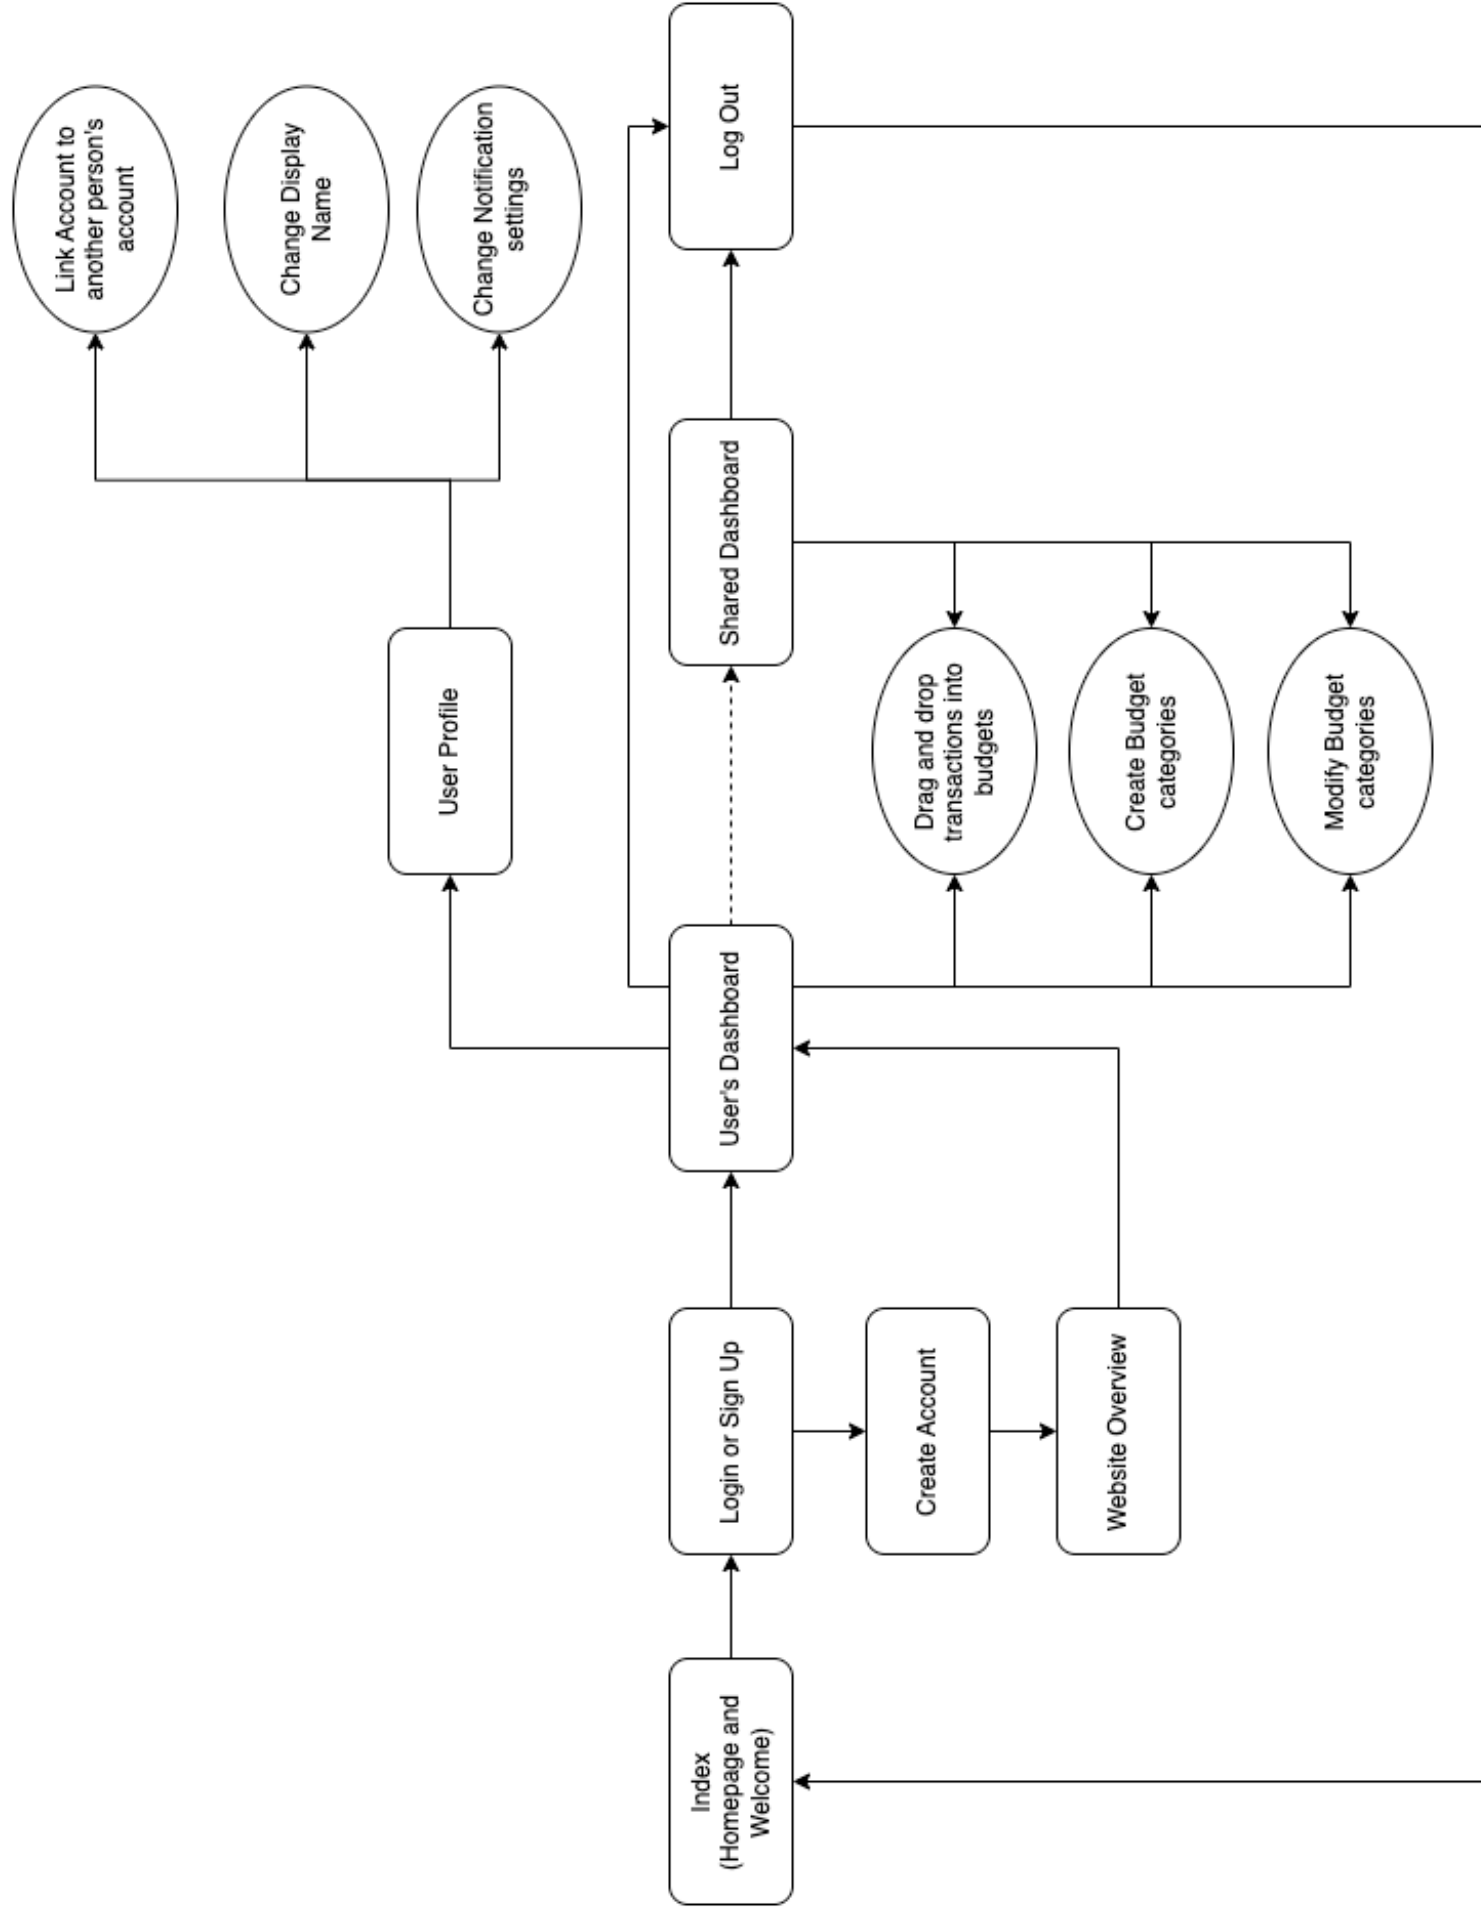 Index
(Homepage and
Welcome)
Login or Sign Up
Create Account
Website Overview
User's Dashboard
User Profile
Link Account to
another person's
account
Change Display
Name
Change Notification
settings
Shared Dashboard
Drag and drop
transactions into
budgets
Create Budget
categories
Modify Budget
categories
Log Out